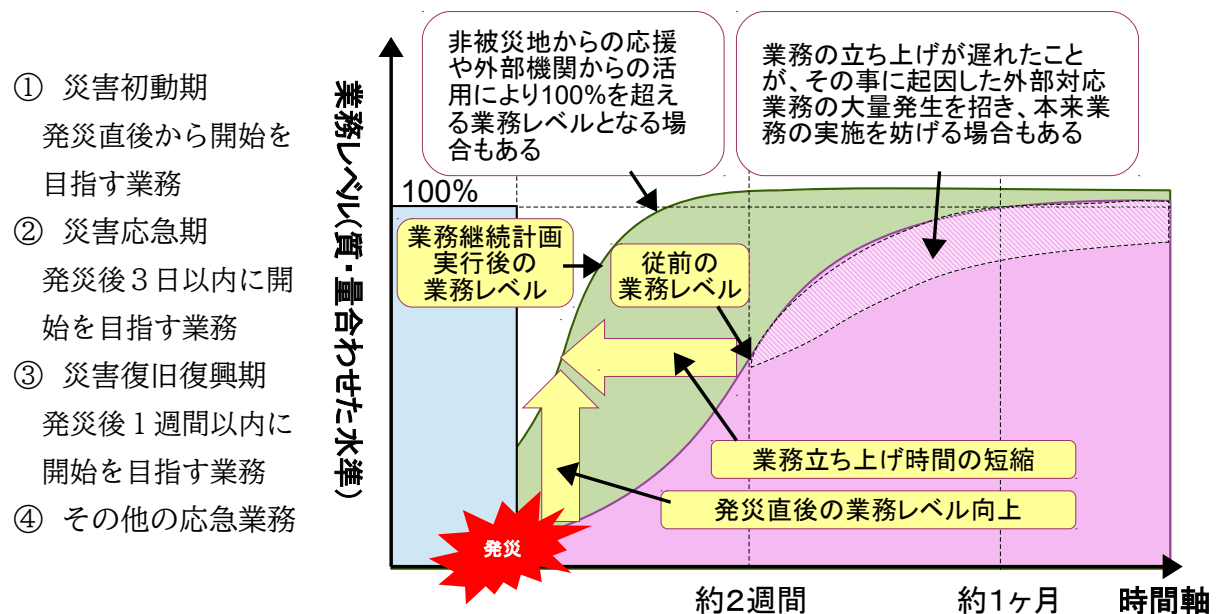 ① 災害初動期
発災直後から開始を
目指す業務
② 災害応急期
発災後３日以内に開
始を目指す業務
③ 災害復旧復興期
発災後１週間以内に
開始を目指す業務
④ その他の応急業務
業務レベル(質・量合わせた水準)
非被災地からの応援
や外部機関からの活
用により100%を超え
る業務レベルとなる場
合もある
業務の立ち上げが遅れたこと
が、その事に起因した外部対応
業務の大量発生を招き、本来業
務の実施を妨げる場合もある
100%
業務継続計画
実行後の
業務レベル
従前の
業務レベル
業務立ち上げ時間の短縮
発災直後の業務レベル向上
発災
約２週間
約１ヶ月
時間軸